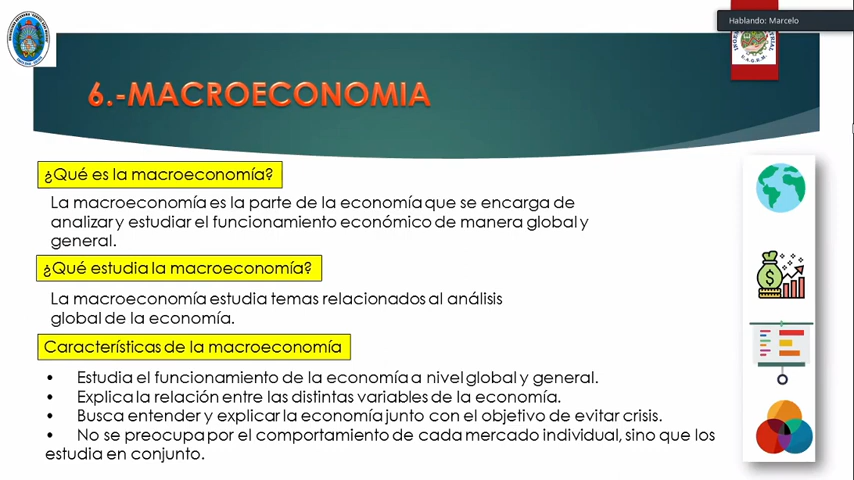 Hablando: Marcelo
U.A.G.R.M.
6.-MACROECONOMIA
¿Qué es la macroeconomía?
La macroeconomía es la parte de la economía que se encarga de
analizar y estudiar el funcionamiento económico de manera global y
general.
¿Qué estudia la macroeconomía?
La macroeconomía estudia temas relacionados al análisis
global de la economía.
Características de la macroeconomía
• Estudia el funcionamiento de la economía a nivel global y general.
• Explica la relación entre las distintas variables de la economía.
• Busca entender y explicar la economía junto con el objetivo de evitar crisis.
• No se preocupa por el comportamiento de cada mercado individual, sino que los
estudia en conjunto.